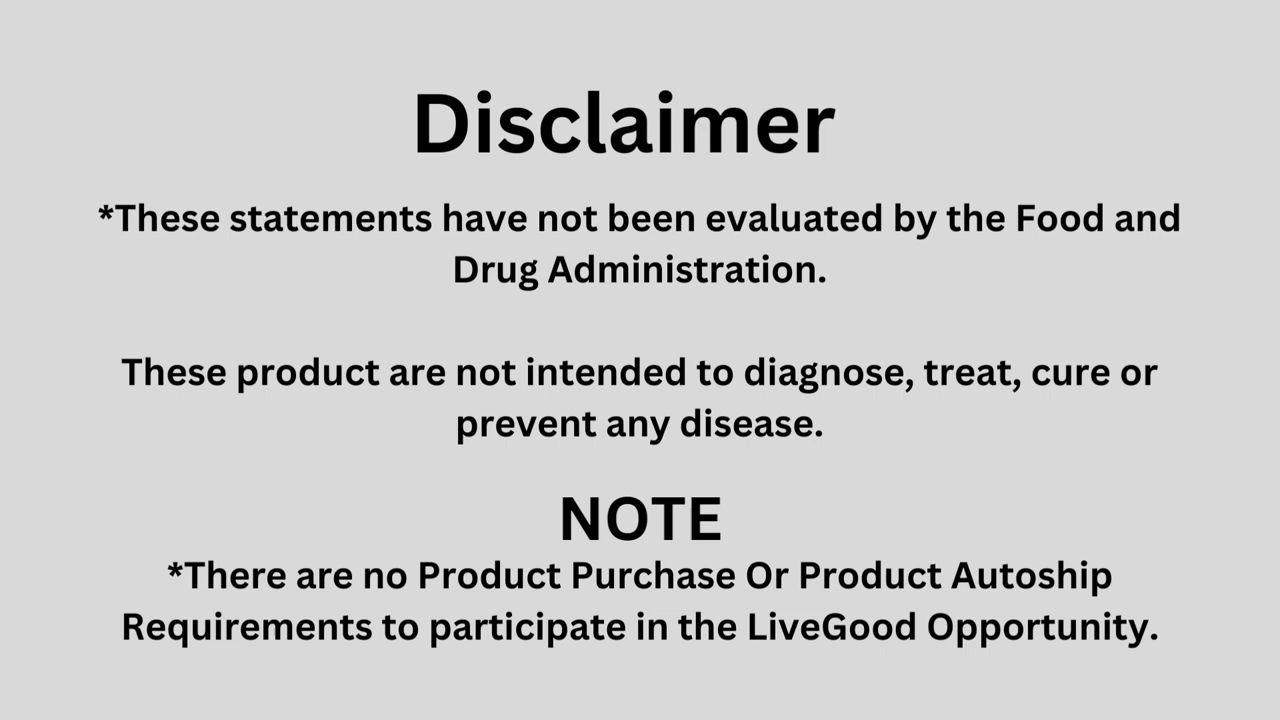 Disclaimer
*These statements have not been evaluated by the Food and
Drug Administration.
These product are not intended to diagnose, treat, cure or
prevent any disease.
NOTE
*There are no Product Purchase Or Product Autoship
Requirements to participate in the LiveGood Opportunity.